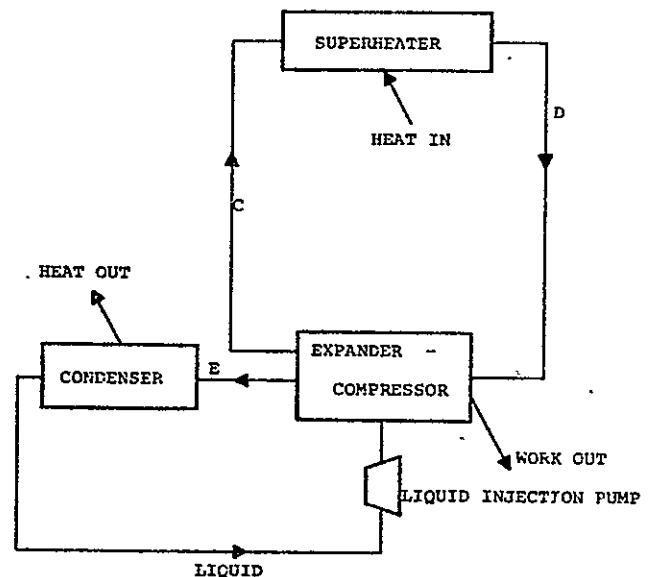 SUPERHEATER
HEAT IN
D
C
HEAT OUT
CONDENSER
E
EXPANDER -
COMPRESSOR
WORK OUT
LIQUID INJECTION PUMP
LIQUID